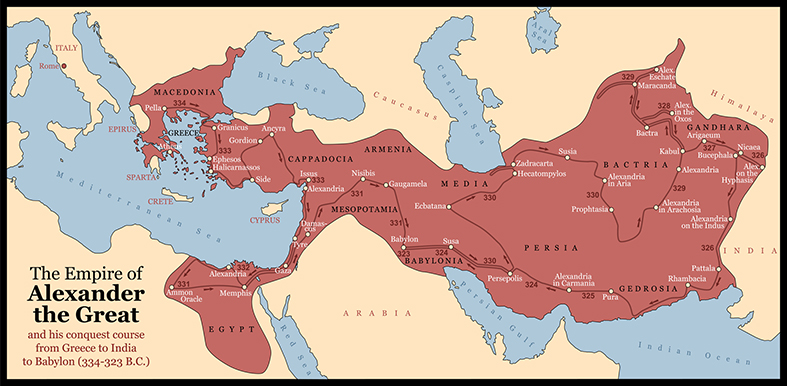 ITALY
Rome
MACEDONIA
Pella
334
EPIRUS
GREECE
Athens
SPARTA
CRETE
Mediterranean Sea
Black Sea
Granicus
Gordion
Ancyra
333
Ephesos
Halicarnassos
Side
CAPPADOCIA
ARMENIA
Caucasus
Caspian Sea
Aral
Sea
Issus
333
Alexandria
CYPRUS
Damas-
cus
Tyre
Gaza
332
Alexandria
331
Ammon
Oracle
Memphis
EGYPT
Red Sea
ARABIA
Nisibis
331
Gaugamela
MESOPOTAMIA
331
Babylon
323
BABYLONIA
Susa
324
330
Persepolis
324
Persian Gulf
MEDIA
Ecbatana
330
Zadracarta
Hecatompylos
Susia
PERSIA
Alexandria
in Carmania
325
Pura
GEDROSIA
Rhambacia
Pattala
326
INDIA
Indian Ocean
BACTRIA
Alexandria
in Aria
330
Prophtasia
Alexandria
in Arachosia
329
Alexandria
Kabul
Bactra
328
Alex.
in the
Oxos
329
Maracanda
Alex.
Eschate
Himalaya
GANDHARA
Arigaeum
327
Bucephala
Nicaea
326
Alex.
on the
Hyphasis
Alexandria
on the Indus
The Empire of
Alexander
the Great
and his conquest course
from Greece to India
to Babylon (334-323 B.C.)